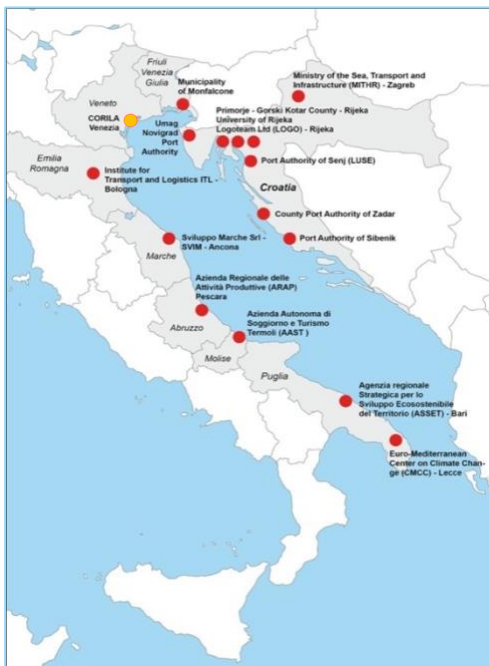 Friuli
Venezia
Giulia
Municipality
of Monfalcone
Ministry of the Sea, Transport and
Infrastructure (MITHR) - Zagreb
Veneto
CORILA
Venezia
Umag
Novigrad
Port
Authority
Primorje - Gorski Kotar County - Rijeka
University of Rijeka
Logoteam Ltd (LOGO) - Rijeka
Emilia
Romagna
Institute for
Transport and Logistics ITL -
Bologna
Port Authority of Senj (LUSE)
Croatia
County Port Authority of Zadar
Sviluppo Marche Srl -
SVIM - Ancona
Port Authority of Sibenik
Marche
Azienda Regionale delle
Attività Produttive (ARAP)
Pescara
Azienda Autonoma di
Soggiorno e Turismo
Termoli (AAST )
Abruzzo
Molise
Puglia
Agenzia regionale
Strategica per lo
Sviluppo Ecosostenibile
del Territorio (ASSET) - Bari
Euro-Mediterranean
Center on Climate Chan-
ge (CMCC) - Lecce